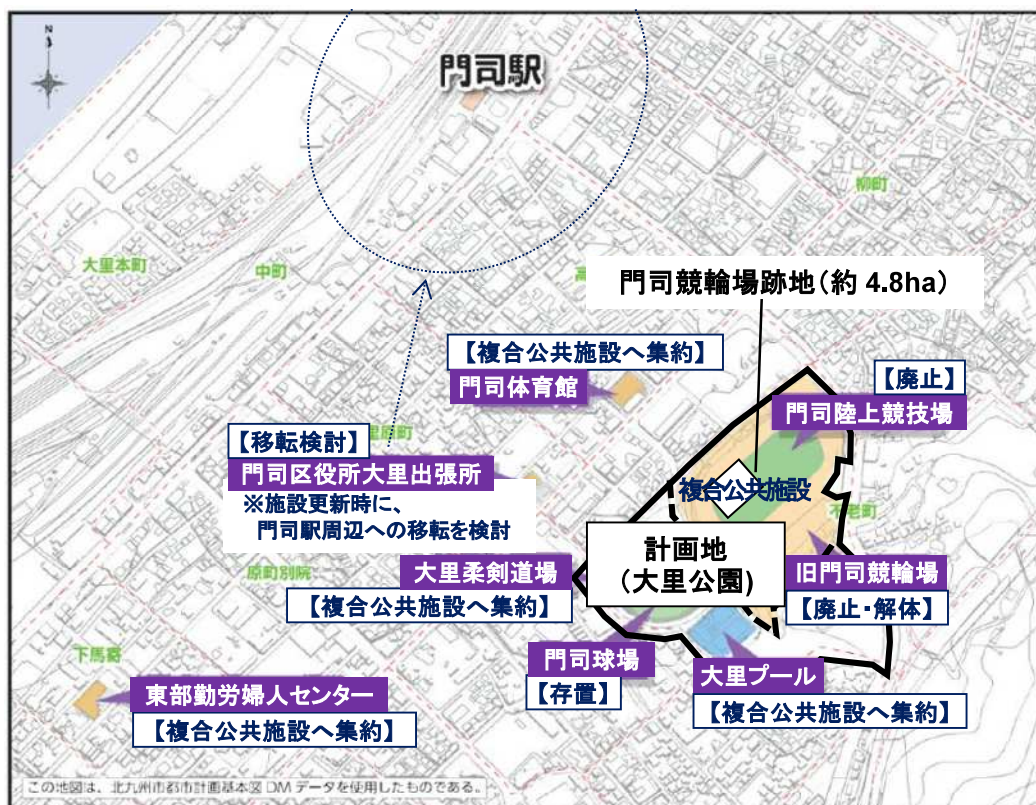 N
門司駅
柳町
大里本町
中町
高
門司競輪場跡地(約 4.8ha)
【複合公共施設へ集約】
門司体育館
【廃止】
門司陸上競技場
【移転検討】
里原町
門司区役所大里出張所
※施設更新時に、
門司駅周辺への移転を検討
複合公共施設
不老町
計画地
(大里公園)
原町別院
大里柔剣道場
【複合公共施設へ集約】
旧門司競輪場
【廃止・解体】
門司球場
【存置】
大里プール
【複合公共施設へ集約】
下馬寄
東部勤労婦人センター
【複合公共施設へ集約】
この地図は、北九州市都市計画基本図 DM データを使用したものである。